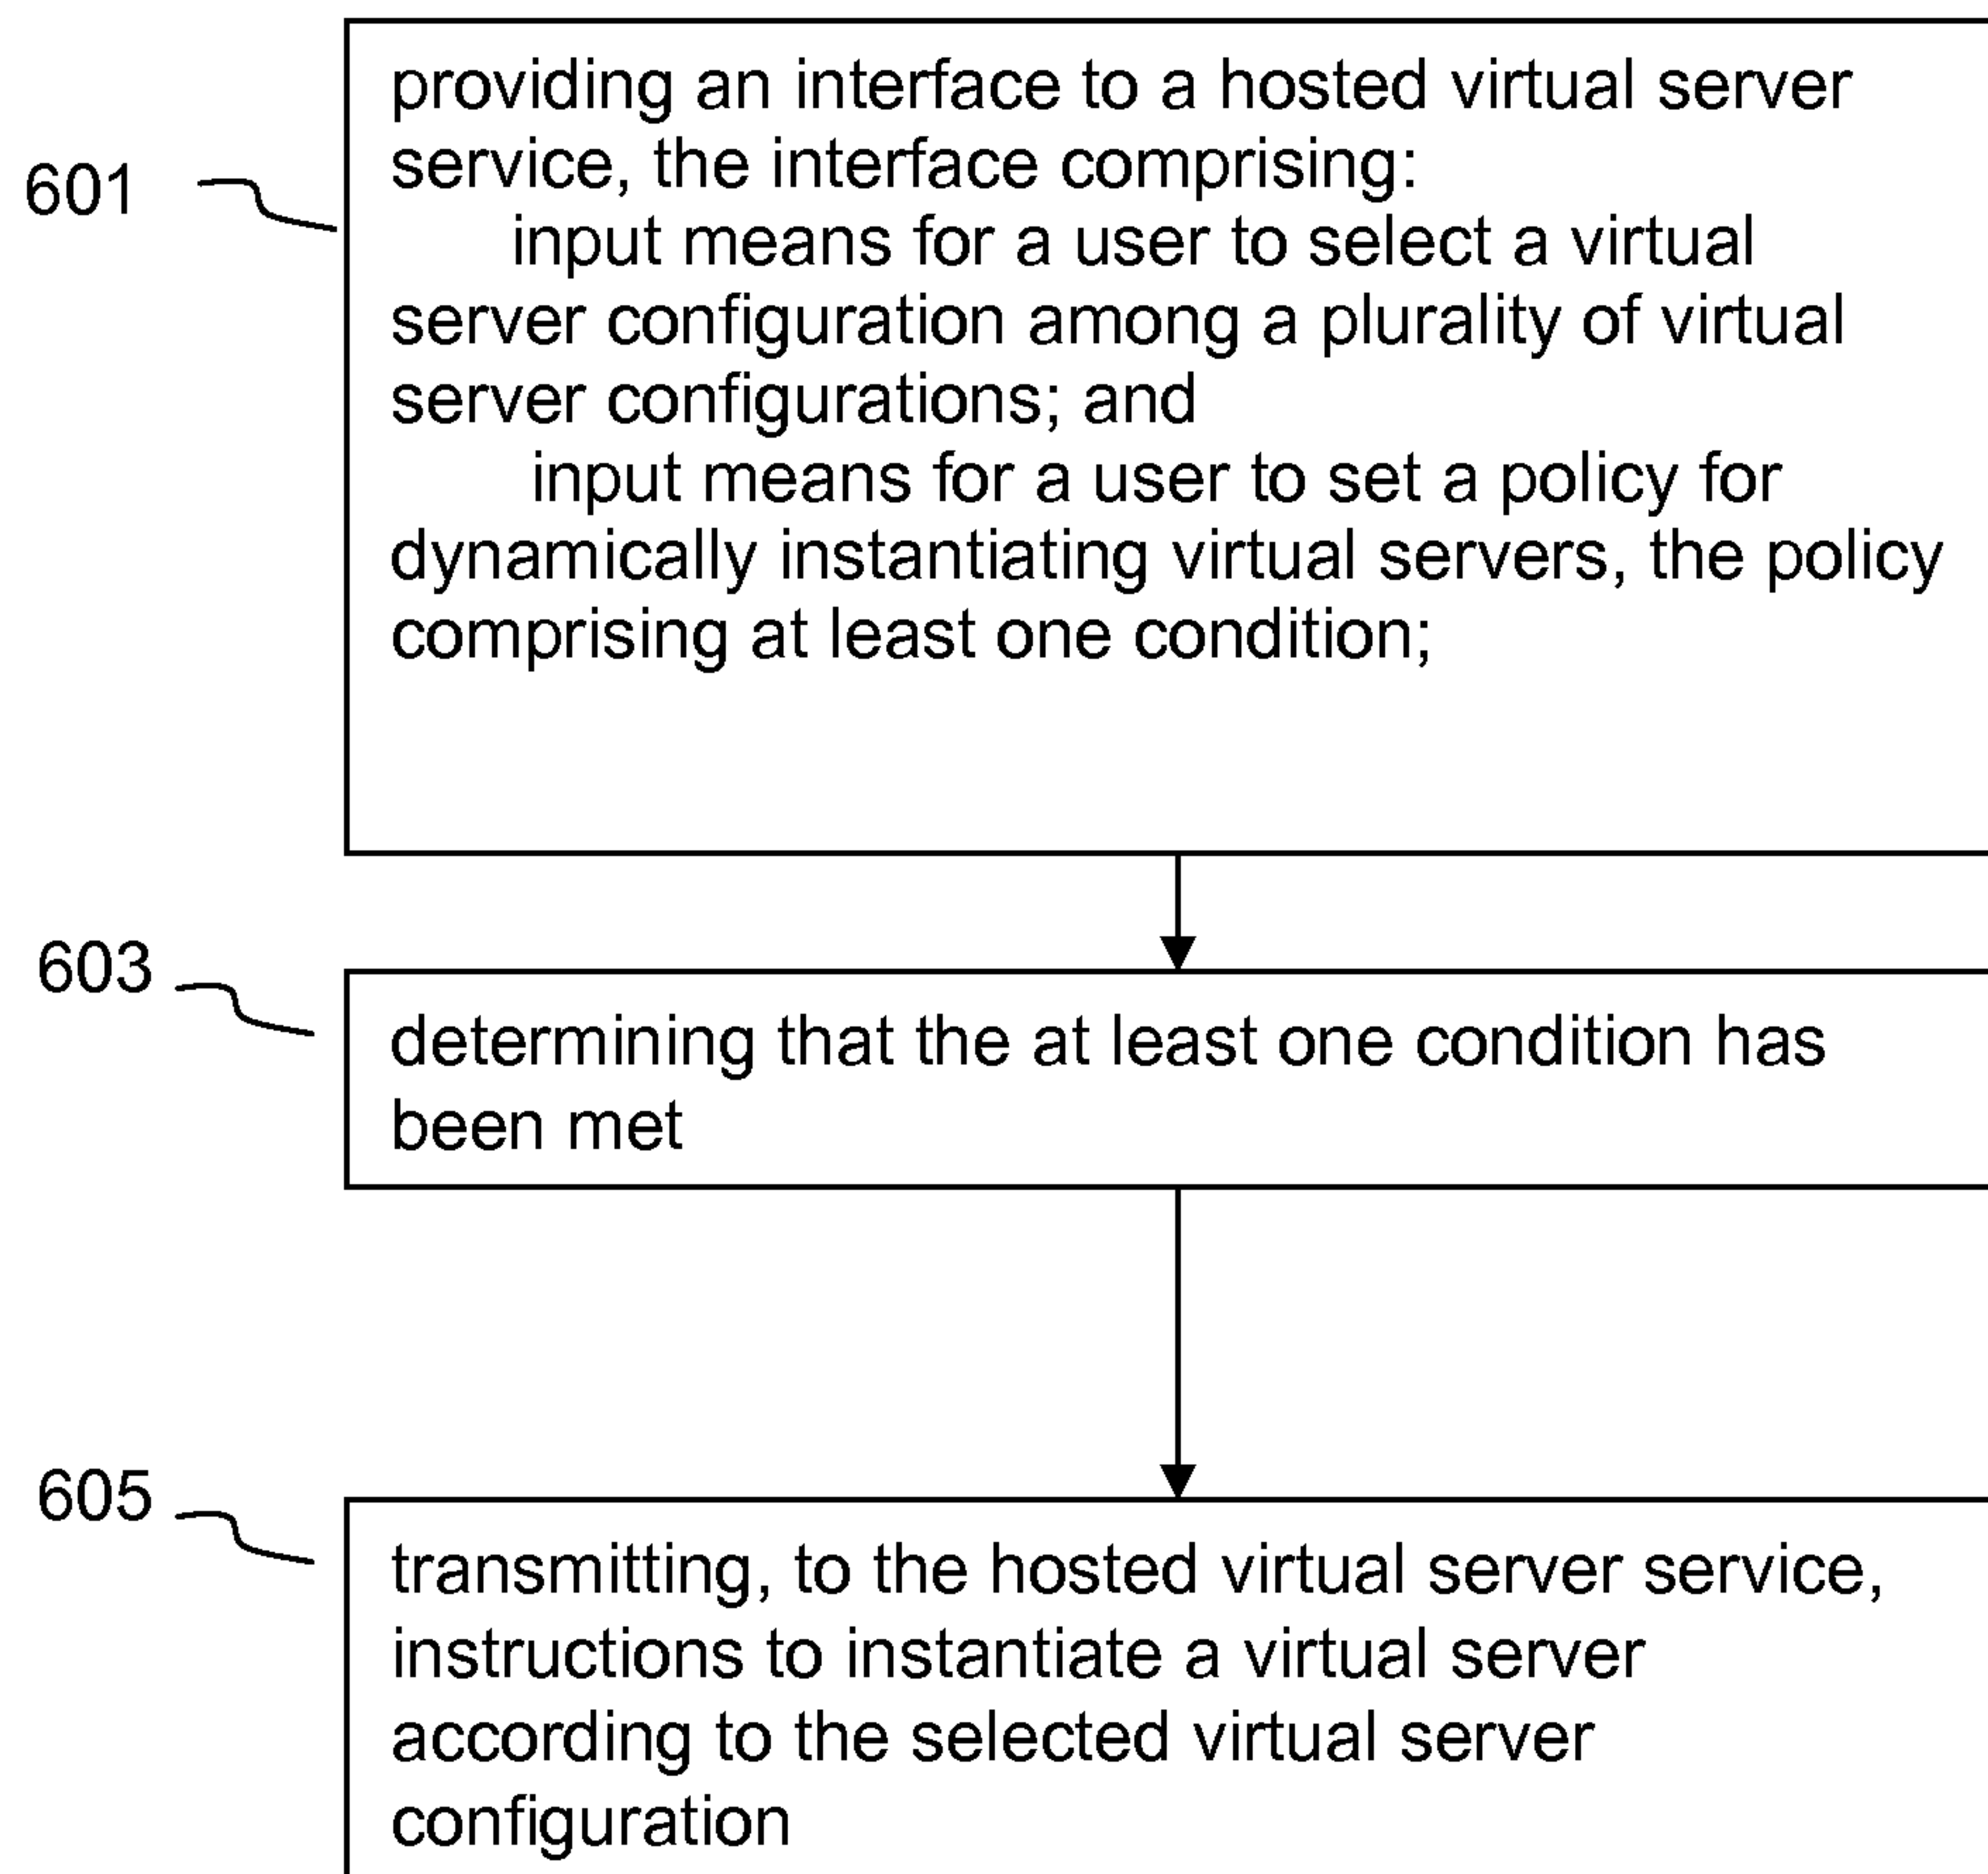 601
providing an interface to a hosted virtual server
service, the interface comprising:
input means for a user to select a virtual
server configuration among a plurality of virtual
server configurations; and
input means for a user to set a policy for
dynamically instantiating virtual servers, the policy
comprising at least one condition;
603
determining that the at least one condition has
been met
605
transmitting, to the hosted virtual server service,
instructions to instantiate a virtual server
according to the selected virtual server
configuration